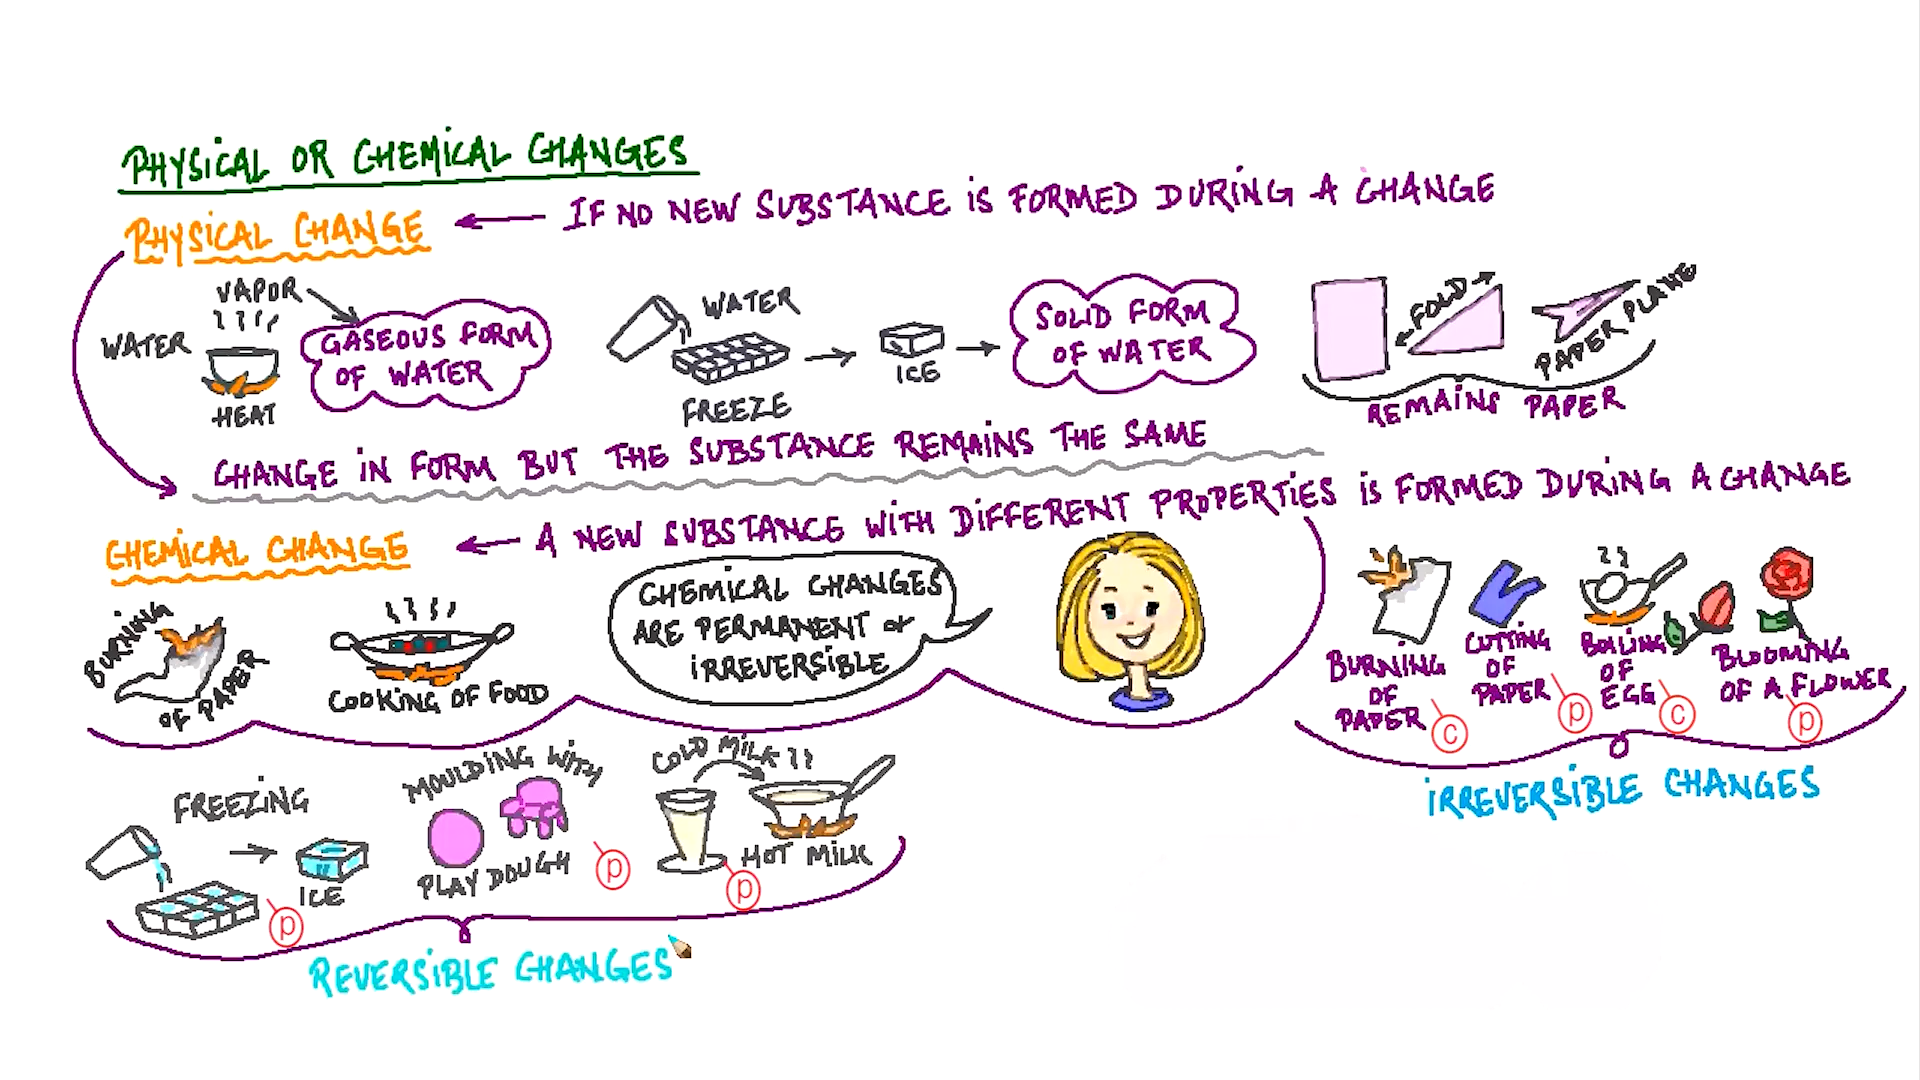 PHYSICAL OR CHEMICAL CHANGES
PHYSICAL CHANGE ← IF NO NEW SUBSTANCE IS FORMED DURING A CHANGE
VAPOR
WATER
HEAT
GASEOUS FORM
OF WATER
WATER
FREEZE
ICE
SOLID FORM
OF WATER
FOLD
PAPER PLANE
REMAINS PAPER
CHANGE IN FORM BUT THE SUBSTANCE REMAINS THE SAME
CHEMICAL CHANGE ← A NEW SUBSTANCE WITH DIFFERENT PROPERTIES IS FORMED DURING A CHANGE
BURNING
OF PAPER
COOKING OF FOOD
CHEMICAL CHANGES
ARE PERMANENT or
IRREVERSIBLE
BURNING
OF
PAPER
C
CUTTING
OF
PAPER
P
BOILING
OF
EGG
C
BLOOMING
OF A FLOWER
P
IRREVERSIBLE CHANGES
FREEZING
ICE
P
MOULDING WITH
PLAY DOUGH
P
COLD MILK
HOT MILK
P
REVERSIBLE CHANGES